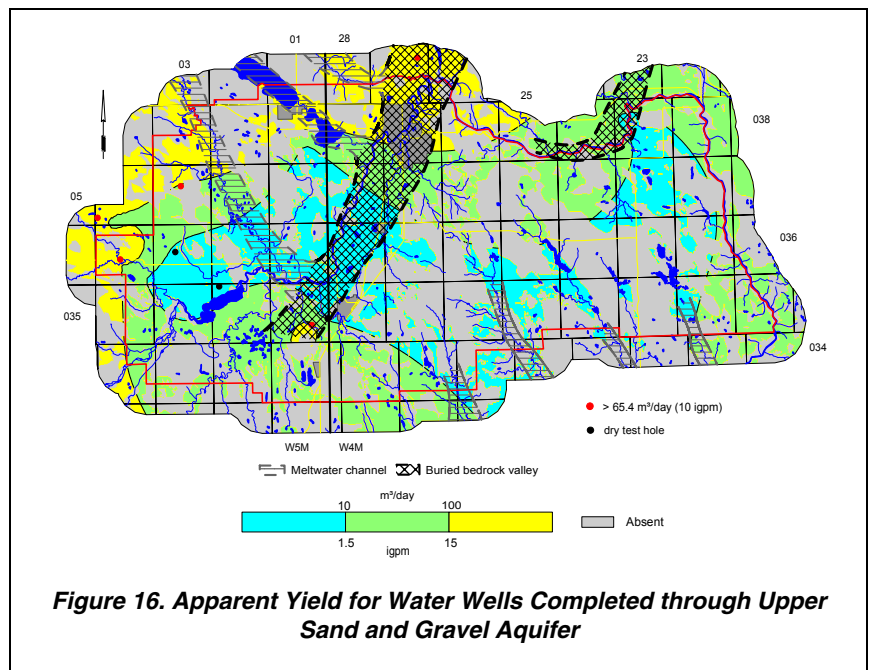 01
28
03
23
25
038
05
036
035
034
> 65.4 m³/day (10 igpm)
dry test hole
W5M W4M
Meltwater channel Buried bedrock valley
m³/day
10 100
Absent
1.5 15
igpm
Figure 16. Apparent Yield for Water Wells Completed through Upper
Sand and Gravel Aquifer